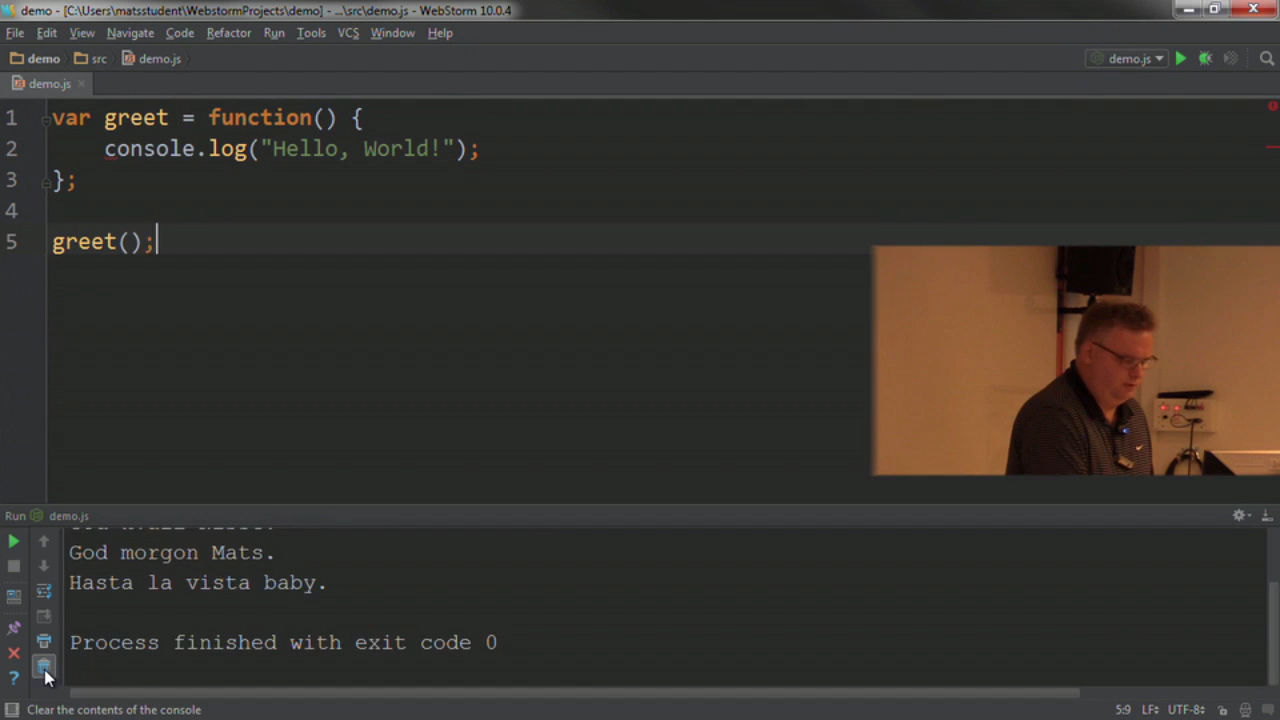 demo - [C:\Users\matsstudent\WebstormProjects\demo] - ...\src\demo.js - WebStorm 10.0.4
File Edit View Navigate Code Refactor Run Tools VCS Window Help
demo src demo.js demo.js
demo.js
1 var greet = function() {
2 console.log("Hello, World!");
3 };
4
5 greet();
Run demo.js
God morgon Mats.
Hasta la vista baby.
Process finished with exit code 0
?
Clear the contents of the console 5:9 LF UTF-8